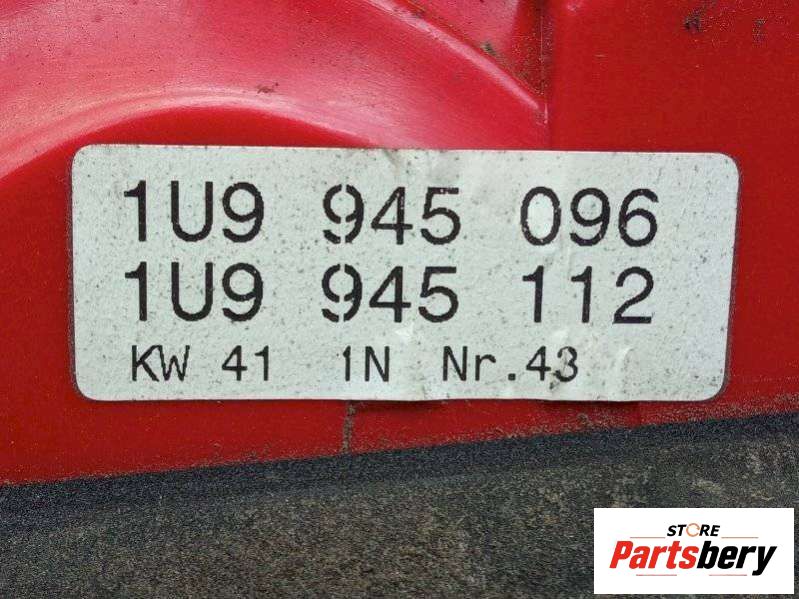 1U9 945 096
1U9 945 112
KW 41 1N Nr.43
STORE
Partsbery